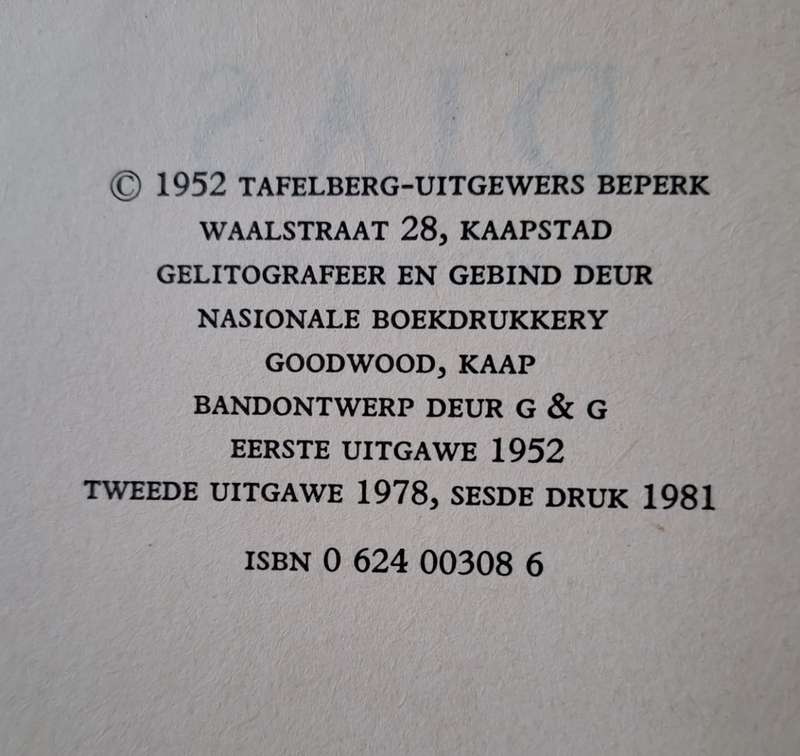 © 1952 TAFELBERG-UITGEWERS BEPERK
WAALSTRAAT 28, KAAPSTAD
GELITOGRAFEER EN GEBIND DEUR
NASIONALE BOEKDRUKKERY
GOODWOOD, KAAP
BANDONTWERP DEUR G & G
EERSTE UITGAWE 1952
TWEEDE UITGAWE 1978, SESDE DRUK 1981
ISBN 0 624 00308 6